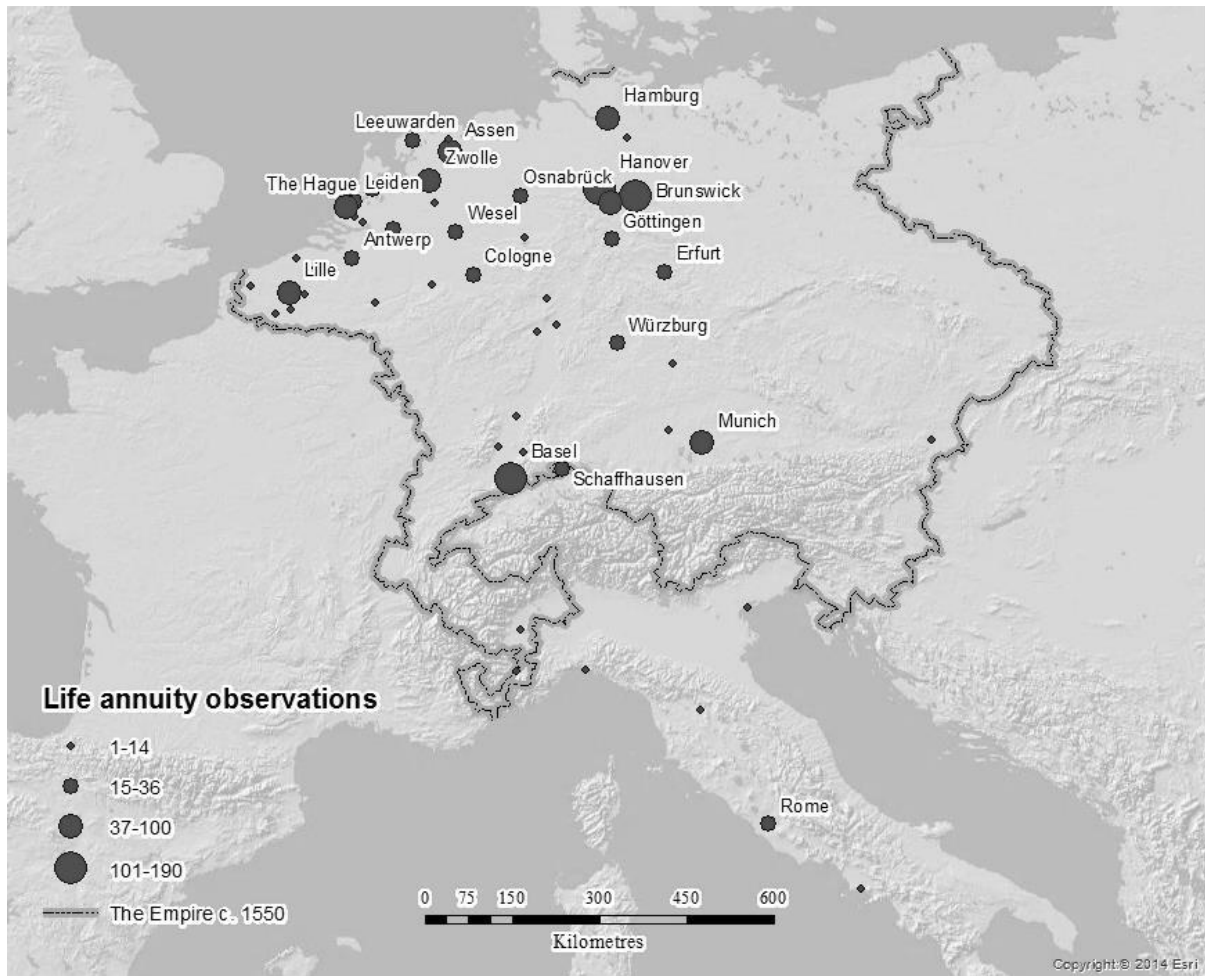 Hamburg
Leeuwarden
Assen
Zwolle
Hanover
Osnabrück
The Hague
Leiden
Brunswick
Wesel
Göttingen
Antwerp
Cologne
Erfurt
Lille
Würzburg
Munich
Basel
Schaffhausen
Life annuity observations
1-14
15-36
37-100
101-190
The Empire c. 1550
Rome
0 75 150 300 450 600
Kilometres
Copyright:© 2014 Esri